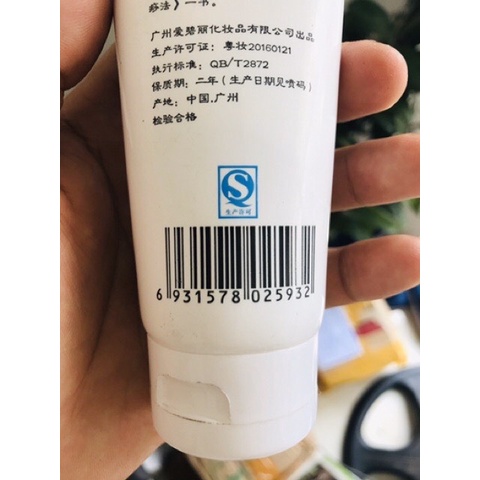 疹法》一书。
广州爱碧丽化妆品有限公司出品
生产许可证：粤妆20160121
执行标准：QB/T2872
保质期：二年（生产日期见喷码）
产地：中国.广州
检验合格
QS
生产许可
6 931578 025932